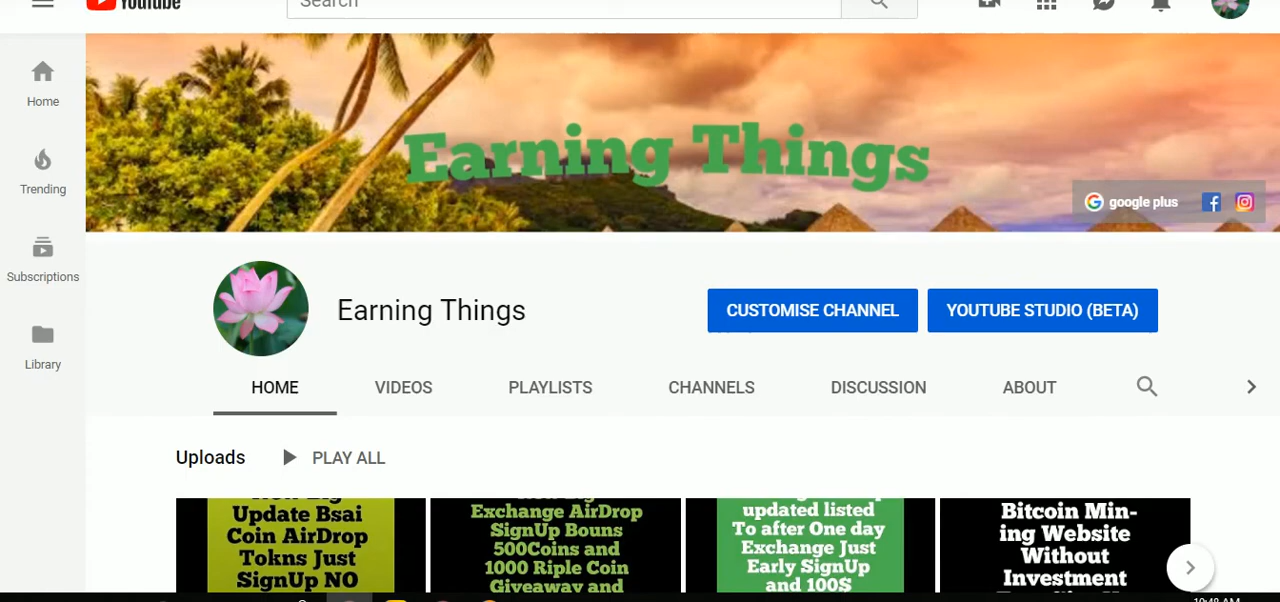 YouTube
Search
Home
Trending
Subscriptions
Library
Earning Things
google plus
Earning Things
CUSTOMISE CHANNEL
YOUTUBE STUDIO (BETA)
HOME VIDEOS PLAYLISTS CHANNELS DISCUSSION ABOUT
Uploads PLAY ALL
Update Bsai
Coin AirDrop
Tokns Just
SignUp NO
Exchange AirDrop
SignUp Bouns
500Coins and
1000 Riple Coin
Giveaway and
updated listed
To after One day
Exchange Just
Early SignUp
and 100$
Bitcoin Min-
ing Website
Without
Investment
10:48 AM